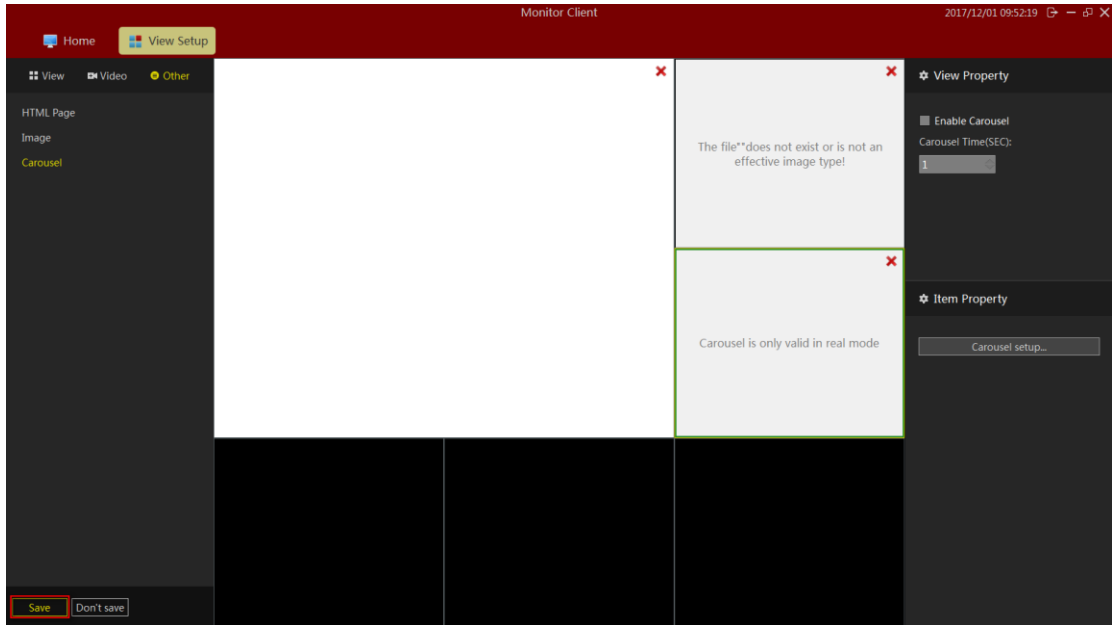 Monitor Client
2017/12/01 09:52:19
Home
View Setup
View
Video
Other
HTML Page
Image
Carousel
The file""does not exist or is not an
effective image type!
Carousel is only valid in real mode
View Property
Enable Carousel
Carousel Time(SEC):
1
Item Property
Carousel setup...
Save
Don't save